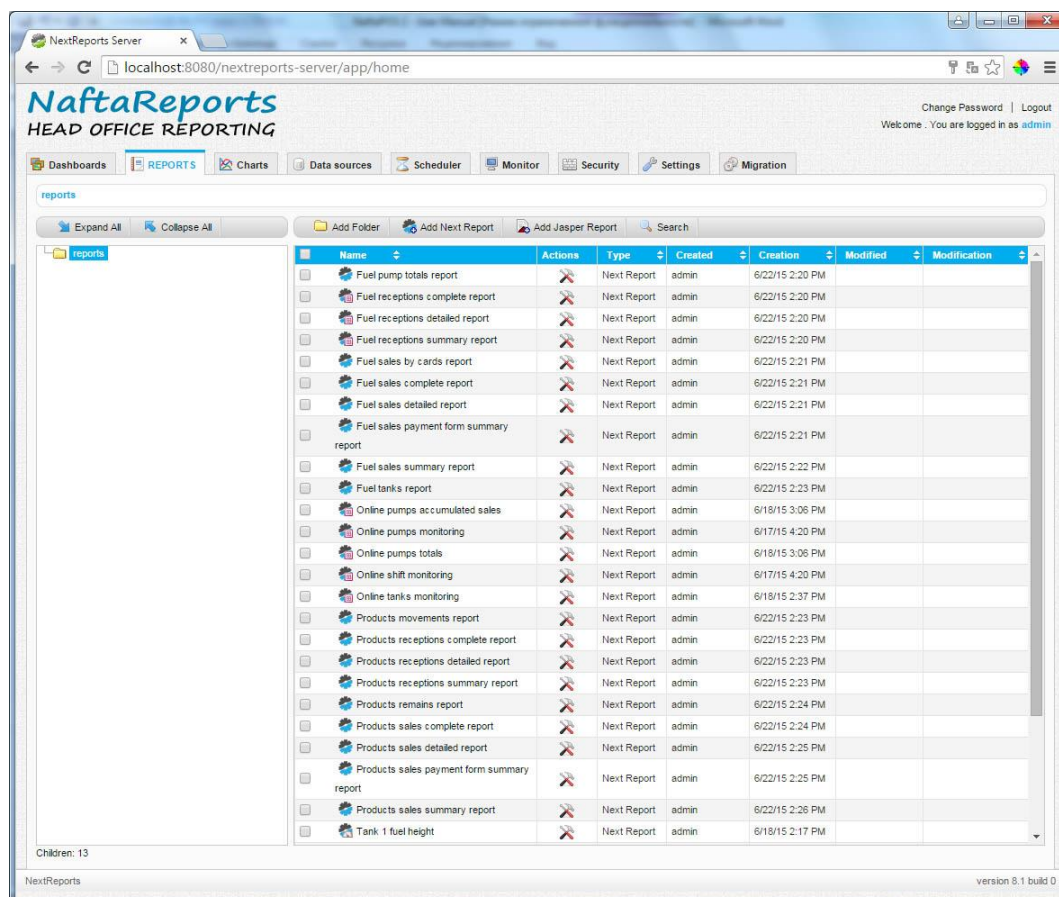 NextReports Server
localhost:8080/nextreports-server/app/home
NaftaReports
HEAD OFFICE REPORTING
Change Password | Logout
Welcome . You are logged in as admin
Dashboards REPORTS Charts Data sources Scheduler Monitor Security Settings Migration
reports
Expand All Collapse All Add Folder Add Next Report Add Jasper Report Search
reports
Name Actions Type Created Creation Modified Modification
Fuel pump totals report Next Report admin 6/22/15 2:20 PM
Fuel receptions complete report Next Report admin 6/22/15 2:20 PM
Fuel receptions detailed report Next Report admin 6/22/15 2:20 PM
Fuel receptions summary report Next Report admin 6/22/15 2:20 PM
Fuel sales by cards report Next Report admin 6/22/15 2:21 PM
Fuel sales complete report Next Report admin 6/22/15 2:21 PM
Fuel sales detailed report Next Report admin 6/22/15 2:21 PM
Fuel sales payment form summary
report Next Report admin 6/22/15 2:21 PM
Fuel sales summary report Next Report admin 6/22/15 2:22 PM
Fuel tanks report Next Report admin 6/22/15 2:23 PM
Online pumps accumulated sales Next Report admin 6/18/15 3:06 PM
Online pumps monitoring Next Report admin 6/17/15 4:20 PM
Online pumps totals Next Report admin 6/18/15 3:06 PM
Online shift monitoring Next Report admin 6/17/15 4:20 PM
Online tanks monitoring Next Report admin 6/18/15 2:37 PM
Products movements report Next Report admin 6/22/15 2:23 PM
Products receptions complete report Next Report admin 6/22/15 2:23 PM
Products receptions detailed report Next Report admin 6/22/15 2:23 PM
Products receptions summary report Next Report admin 6/22/15 2:23 PM
Products remains report Next Report admin 6/22/15 2:24 PM
Products sales complete report Next Report admin 6/22/15 2:24 PM
Products sales detailed report Next Report admin 6/22/15 2:25 PM
Products sales payment form summary
report Next Report admin 6/22/15 2:25 PM
Products sales summary report Next Report admin 6/22/15 2:26 PM
Tank 1 fuel height Next Report admin 6/18/15 2:17 PM
Children: 13
NextReports version 8.1 build 0